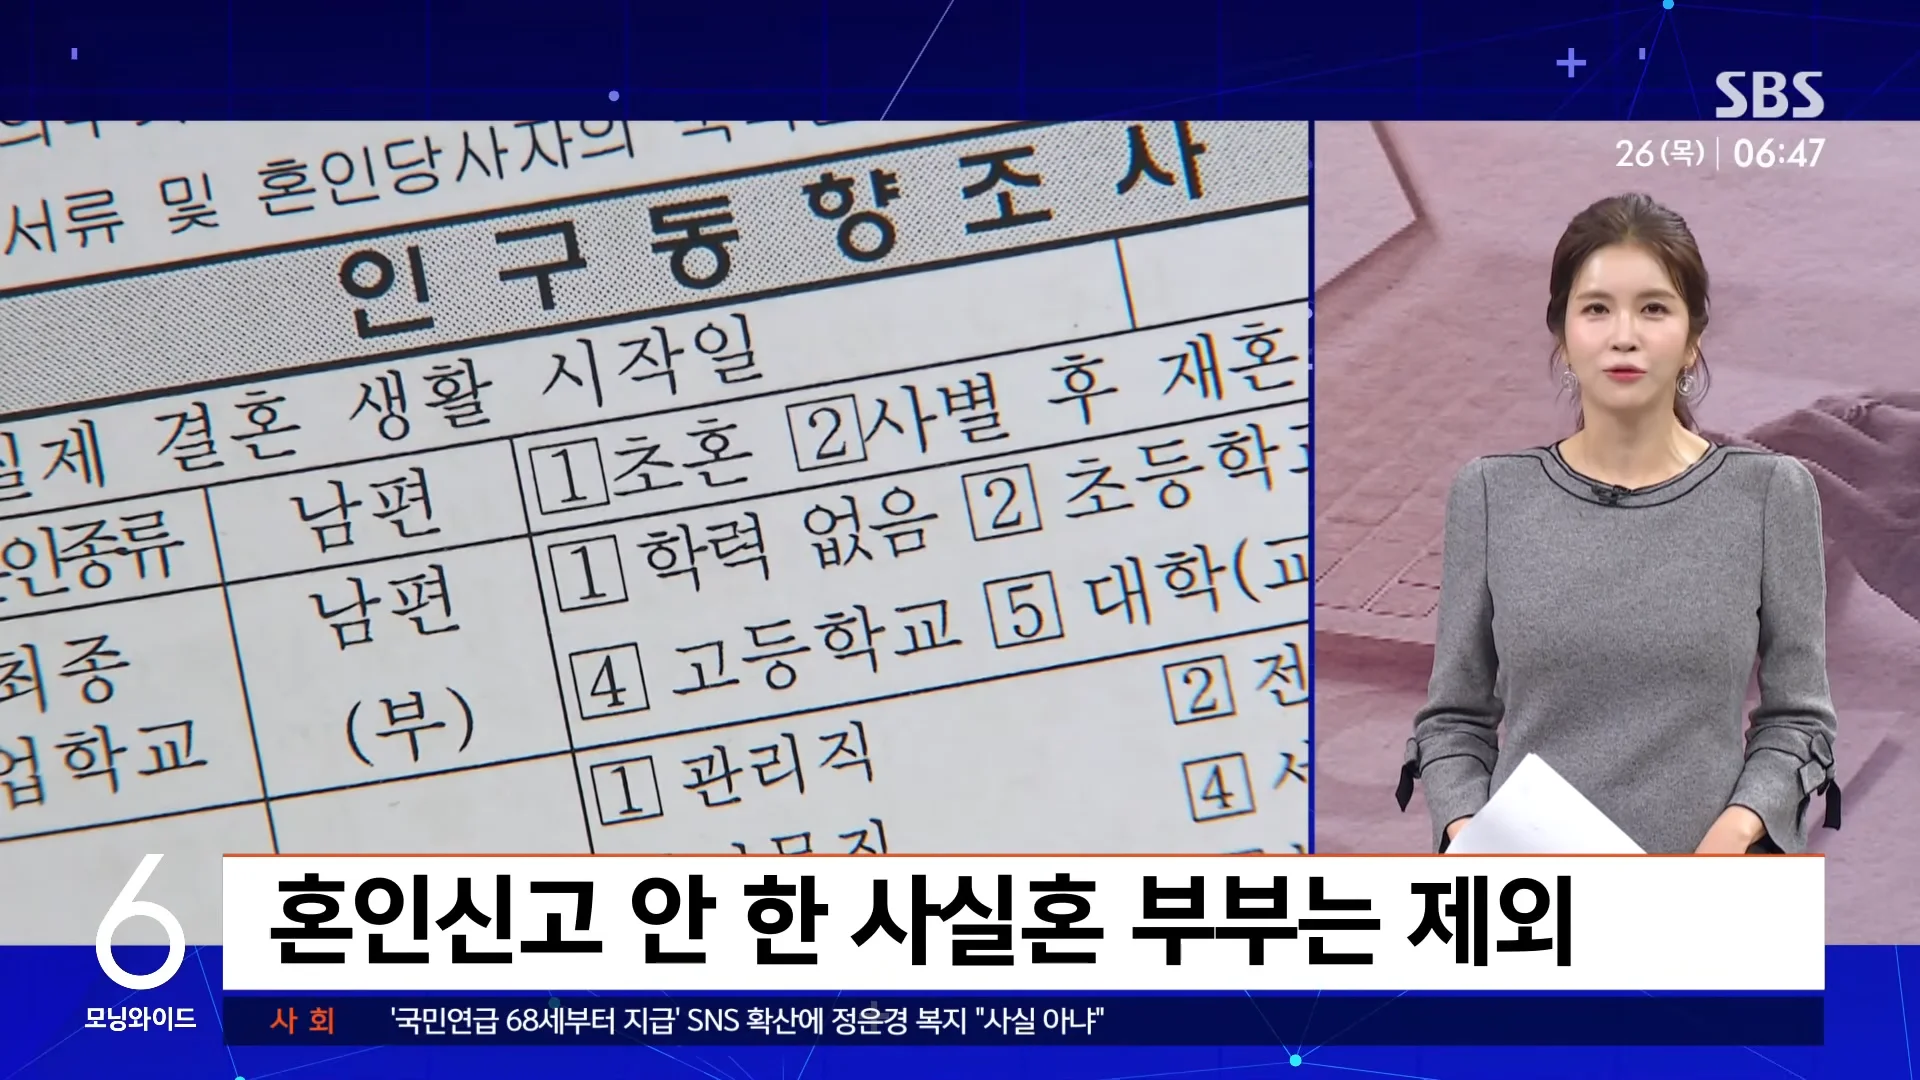 SBS
26(목) 06:47
서류 및 혼인당사자의
인구동향조사
실제 결혼 생활 시작일
혼인종류 남편 1 초혼 2 사별 후 재혼
최종 남편 1 학력 없음 2 초등학교
업학교 (부) 4 고등학교 5 대학(교
1 관리직 2 전
4
6 혼인신고 안 한 사실혼 부부는 제외
모닝와이드 사회 '국민연급 68세부터 지급' SNS 확산에 정은경 복지 "사실 아냐"